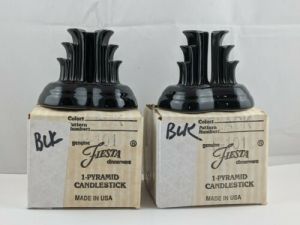 Color:
Pattern
Number:
BLK
genuine
Fiesta
dinnerware
1-PYRAMID
CANDLESTICK
MADE IN USA
Color:
Pattern
Number:
BLK
genuine
Fiesta
dinnerware
1-PYRAMID
CANDLESTICK
MADE IN USA